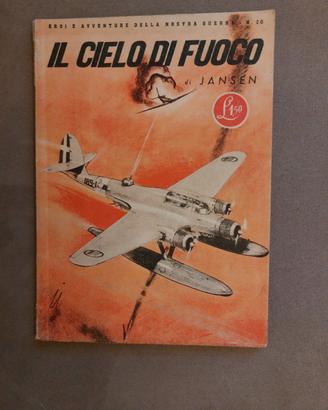 EROI E AVVENTURE DELLA NOSTRA GUERRA - N. 20
IL CIELO DI FUOCO
di JANSEN
L. 1,50